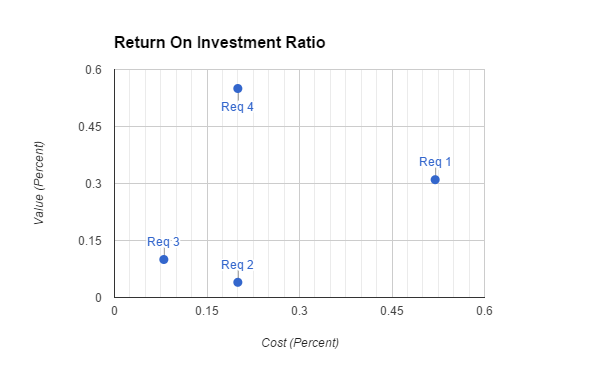 Return On Investment Ratio
0.6
Req 4
0.45
Req 1
Value (Percent)
0.3
Req 3
0.15
Req 2
0
0 0.15 0.3 0.45 0.6
Cost (Percent)